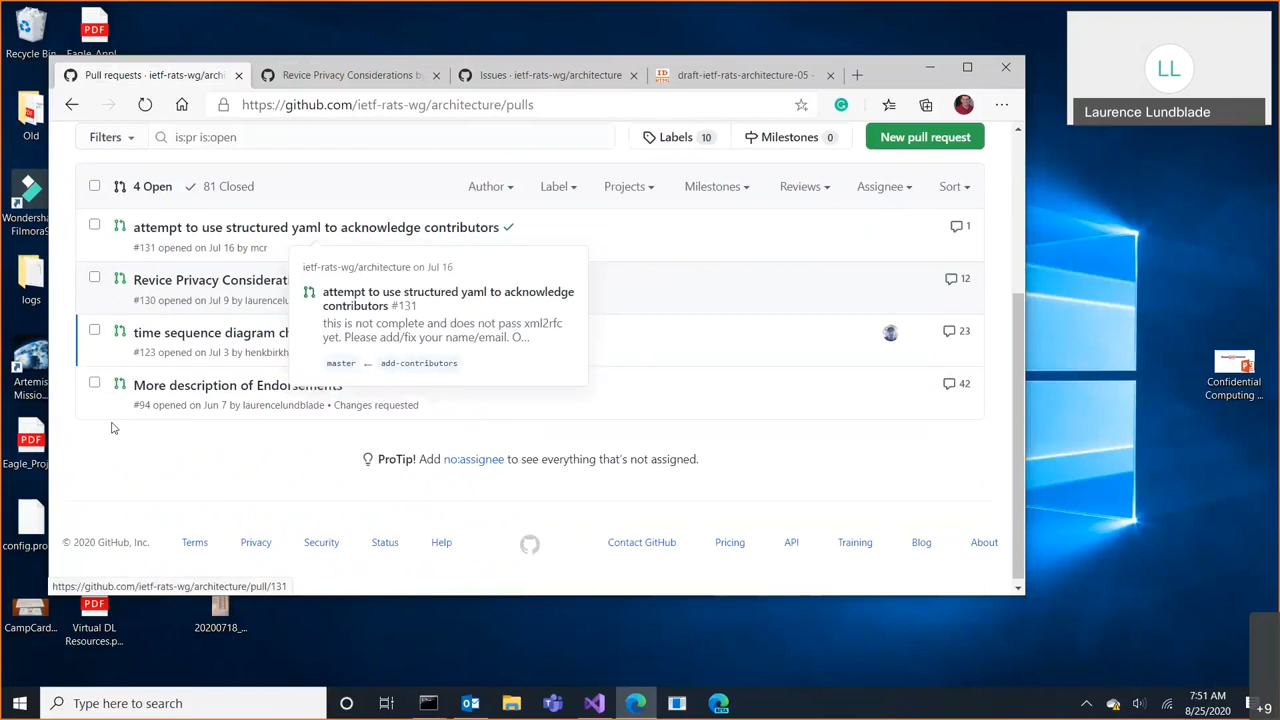 Recycle Bin
Eagle_Appl...
Old
Wondersha...
Filmora9
logs
Artemis
Missio...
Eagle_Proj...
config.pro...
CampCard...
Virtual DL
Resources.p...
20200718_...
Confidential
Computing ...
LL
Laurence Lundblade
Pull requests · ietf-rats-wg/archi
Revice Privacy Considerations by
Issues · ietf-rats-wg/architecture
draft-ietf-rats-architecture-05 -
https://github.com/ietf-rats-wg/architecture/pulls
Filters
is:pr is:open
Labels 10
Milestones 0
New pull request
4 Open
81 Closed
Author
Label
Projects
Milestones
Reviews
Assignee
Sort
attempt to use structured yaml to acknowledge contributors
1
#131 opened on Jul 16 by mcr
Revice Privacy Considerat
12
#130 opened on Jul 9 by laurencelu
time sequence diagram ch
23
#123 opened on Jul 3 by henkbirkh
More description of Endorsements
42
#94 opened on Jun 7 by laurencelundblade • Changes requested
ietf-rats-wg/architecture on Jul 16
attempt to use structured yaml to acknowledge
contributors #131
this is not complete and does not pass xml2rfc
yet. Please add/fix your name/email. O...
master ← add-contributors
ProTip! Add no:assignee to see everything that's not assigned.
© 2020 GitHub, Inc.
Terms
Privacy
Security
Status
Help
Contact GitHub
Pricing
API
Training
Blog
About
https://github.com/ietf-rats-wg/architecture/pull/131
Type here to search
7:51 AM
8/25/2020
+9